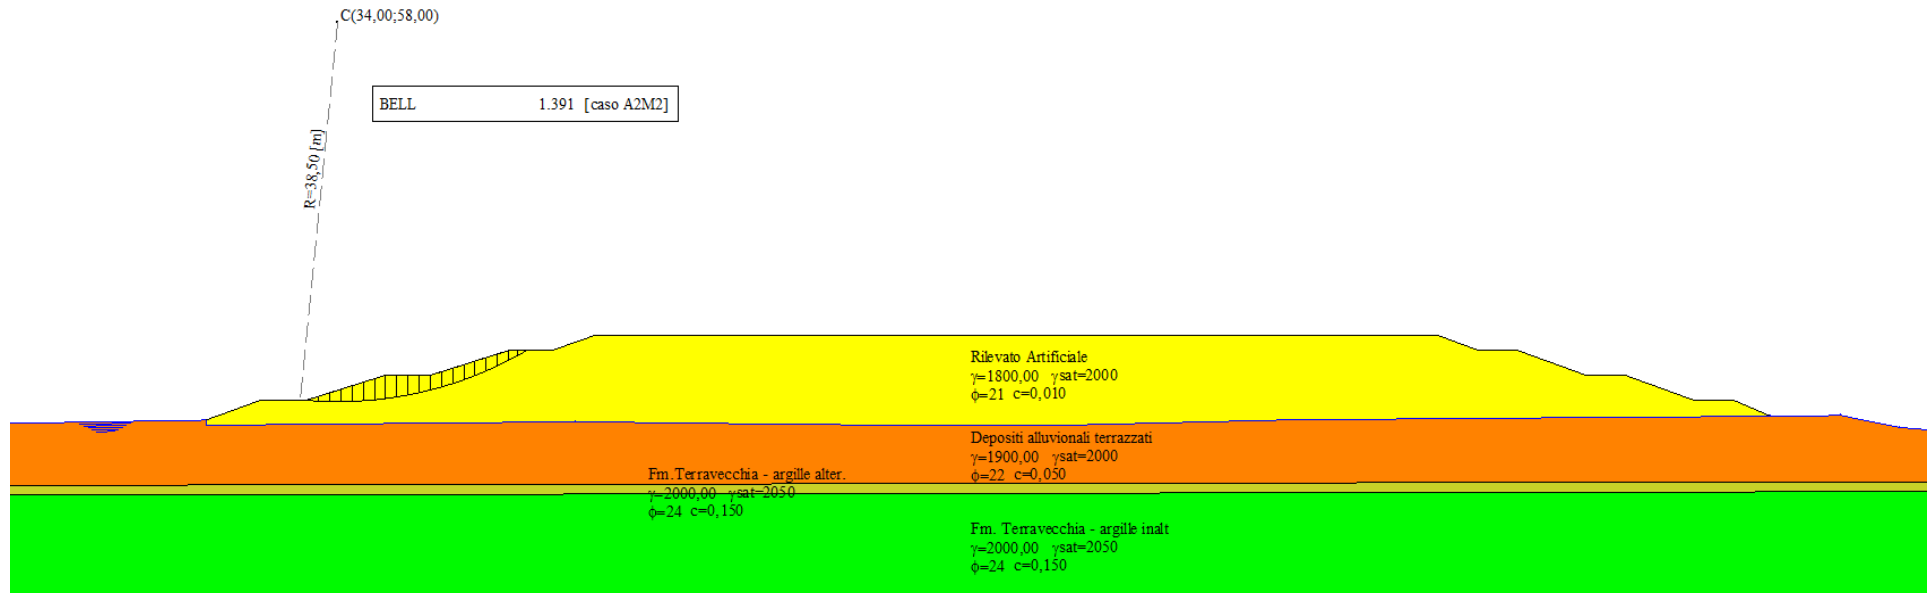 C(34,00;58,00)
BELL 1.391 [caso A2M2]
R=38,50 [m]
Rilevato Artificiale
γ=1800,00 γsat=2000
ϕ=21 c=0,010
Depositi alluvionali terrazzati
γ=1900,00 γsat=2000
ϕ=22 c=0,050
Fm.Terravecchia - argille alter.
γ=2000,00 γsat=2050
ϕ=24 c=0,150
Fm. Terravecchia - argille inalt
γ=2000,00 γsat=2050
ϕ=24 c=0,150